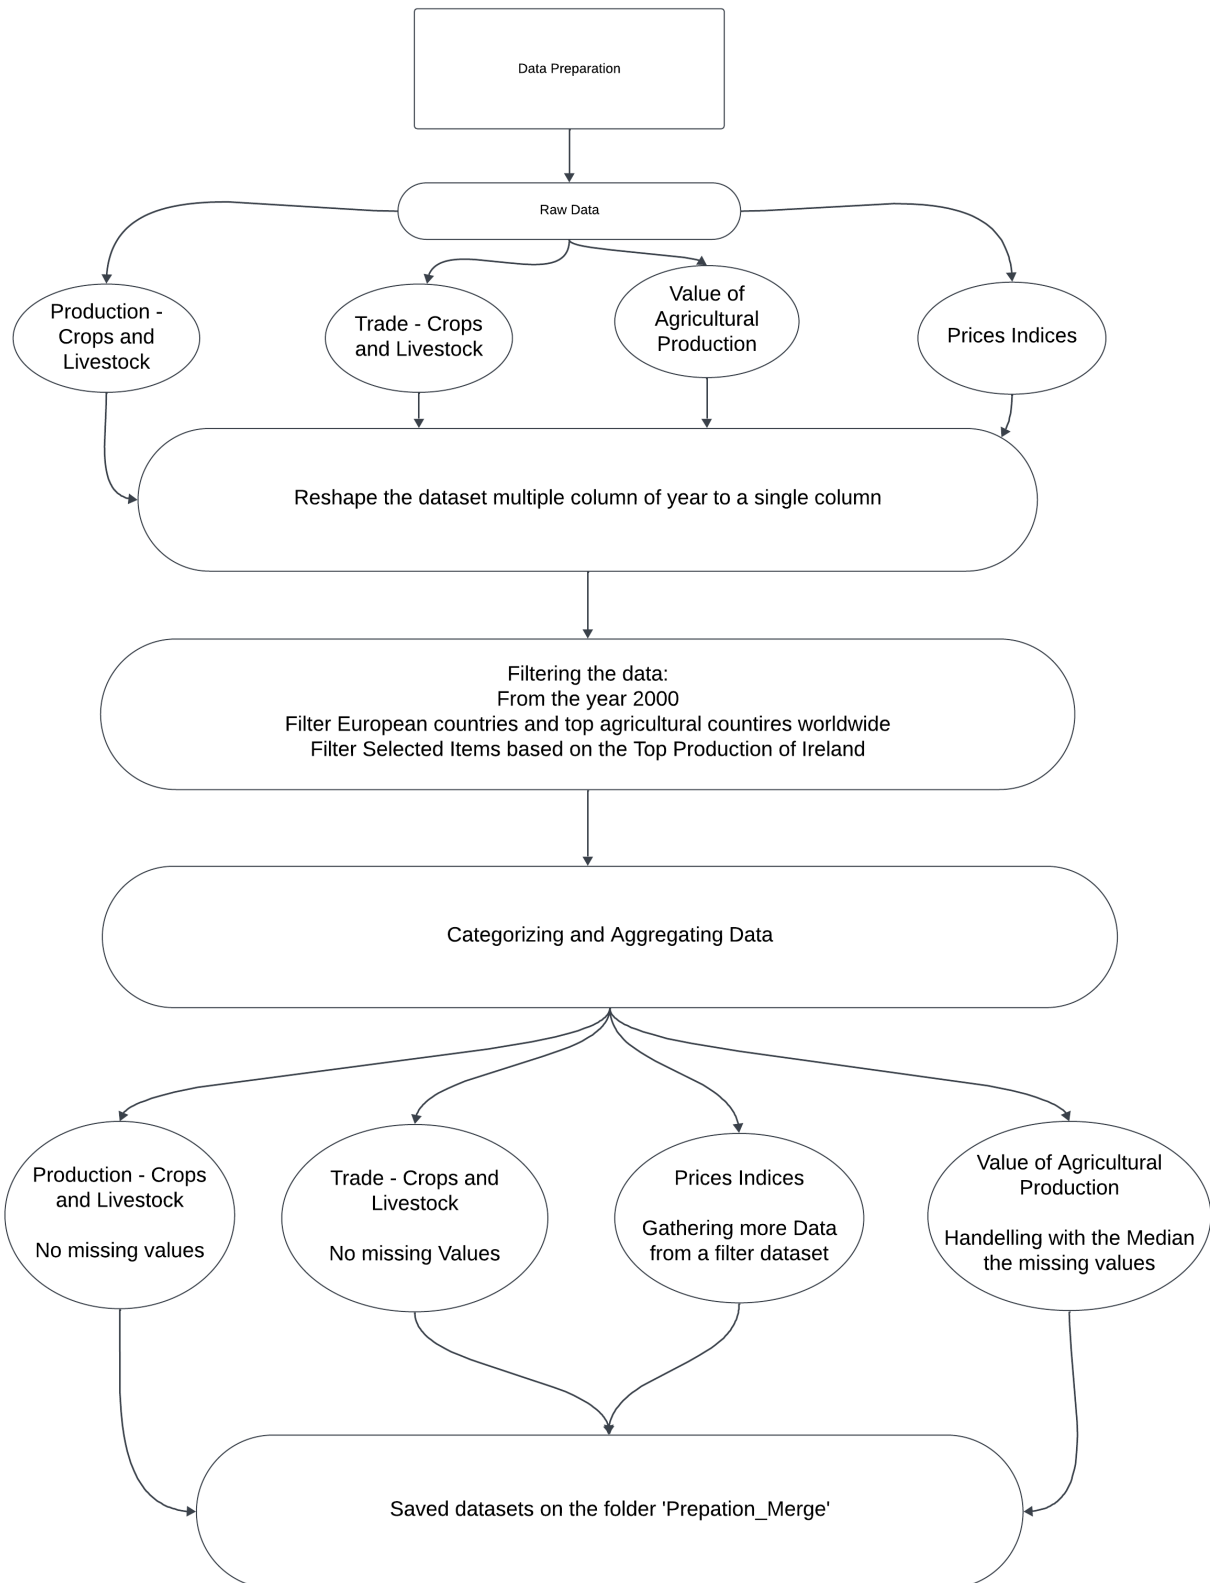 Data Preparation
Raw Data
Production -
Crops and
Livestock
Trade - Crops
and Livestock
Value of
Agricultural
Production
Prices Indices
Reshape the dataset multiple column of year to a single column
Filtering the data:
From the year 2000
Filter European countries and top agricultural countires worldwide
Filter Selected Items based on the Top Production of Ireland
Categorizing and Aggregating Data
Production - Crops
and Livestock
No missing values
Trade - Crops and
Livestock
No missing Values
Prices Indices
Gathering more Data
from a filter dataset
Value of Agricultural
Production
Handelling with the Median
the missing values
Saved datasets on the folder 'Prepation_Merge'